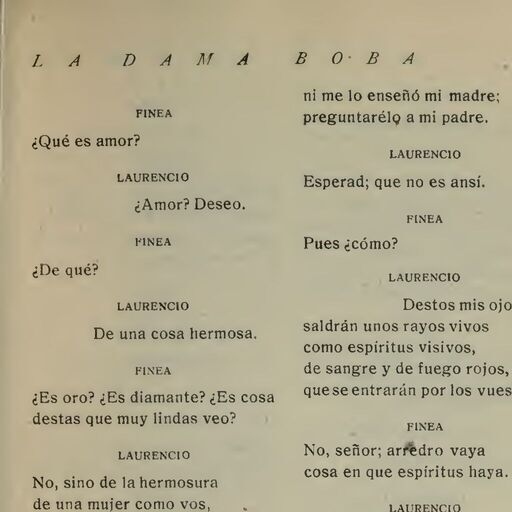 LA DAMA BOBA
FINEA
¿Qué es amor?
LAURENCIO
¿Amor? Deseo.
FINEA
¿De qué?
LAURENCIO
De una cosa hermosa.
FINEA
¿Es oro? ¿Es diamante? ¿Es cosa
destas que muy lindas veo?
LAURENCIO
No, sino de la hermosura
de una mujer como vos,
ni me lo enseñó mi madre;
preguntarélo a mi padre.
LAURENCIO
Esperad; que no es ansí.
FINEA
Pues ¿cómo?
LAURENCIO
Destos mis ojo
saldrán unos rayos vivos
como espíritus visivos,
de sangre y de fuego rojos,
que se entrarán por los vues
FINEA
No, señor; arredro vaya
cosa en que espíritus haya.
LAURENCIO